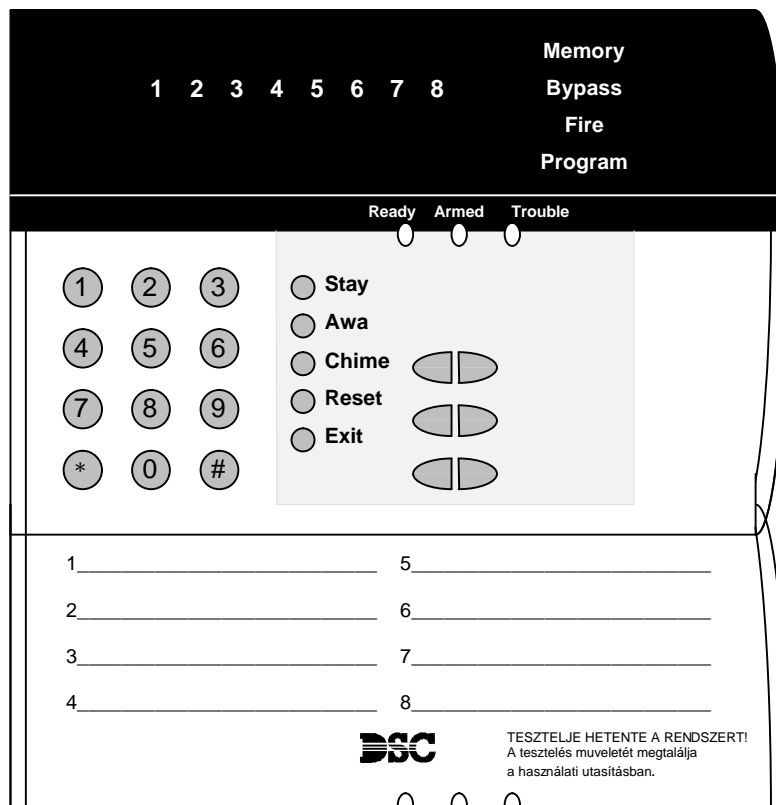 Memory
1 2 3 4 5 6 7 8 Bypass
Fire
Program
Ready Armed Trouble
1 2 3 Stay
Awa
4 5 6 Chime
7 8 9 Reset
Exit
* 0 #
1 5
2 6
3 7
4 8
DSC
TESZTELJE HETENTE A RENDSZERT!
A tesztelés muveletét megtalálja
a használati utasításban.